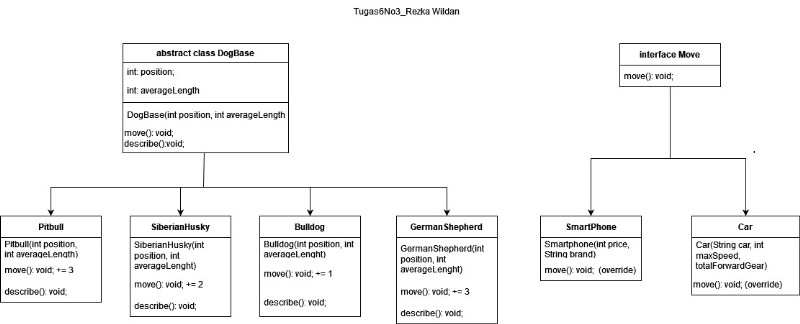 Tugas6No3_Rezka Wildan
abstract class DogBase
int: position;
int: averageLength
DogBase(int position, int averageLength
move(): void;
describe():void;
interface Move
move(): void;
Pitbull
Pitbull(int position,
int averageLength)
move(): void; += 3
describe(): void;
SiberianHusky
SiberianHusky(int
position, int
averageLenght)
move(): void; += 2
describe(): void;
Bulldog
Bulldog(int position, int
averageLenght)
move(): void; += 1
describe(): void;
GermanShepherd
GermanShepherd(int
position, int
averageLenght)
move(): void; += 3
describe(): void;
SmartPhone
Smartphone(int price,
String brand)
move(): void; (override)
Car
Car(String car, int
maxSpeed,
totalForwardGear)
move(): void; (override)